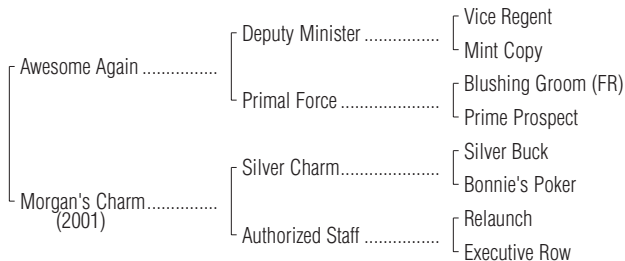 Vice Regent
Deputy Minister ................
Mint Copy
Awesome Again ................
Blushing Groom (FR)
Primal Force .....................
Prime Prospect
Silver Buck
Silver Charm.....................
Bonnie's Poker
Morgan's Charm...............
(2001)
Relaunch
Authorized Staff ................
Executive Row